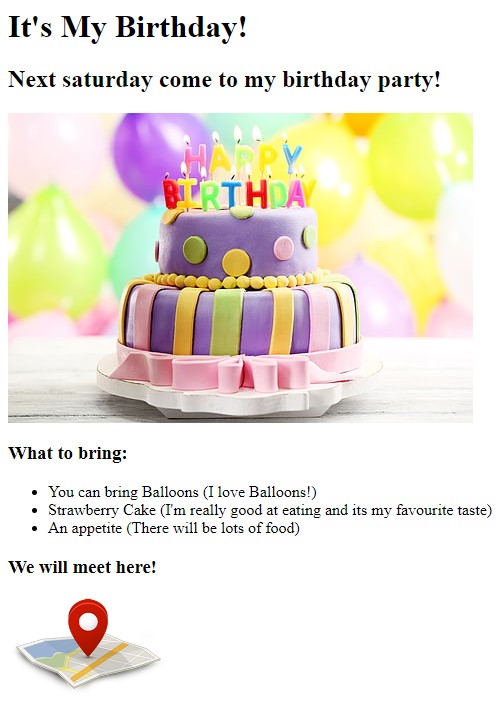 It's My Birthday!
Next saturday come to my birthday party!
HAPPY
BIRTHDAY
What to bring:
You can bring Balloons (I love Balloons!)
Strawberry Cake (I'm really good at eating and its my favourite taste)
An appetite (There will be lots of food)
We will meet here!